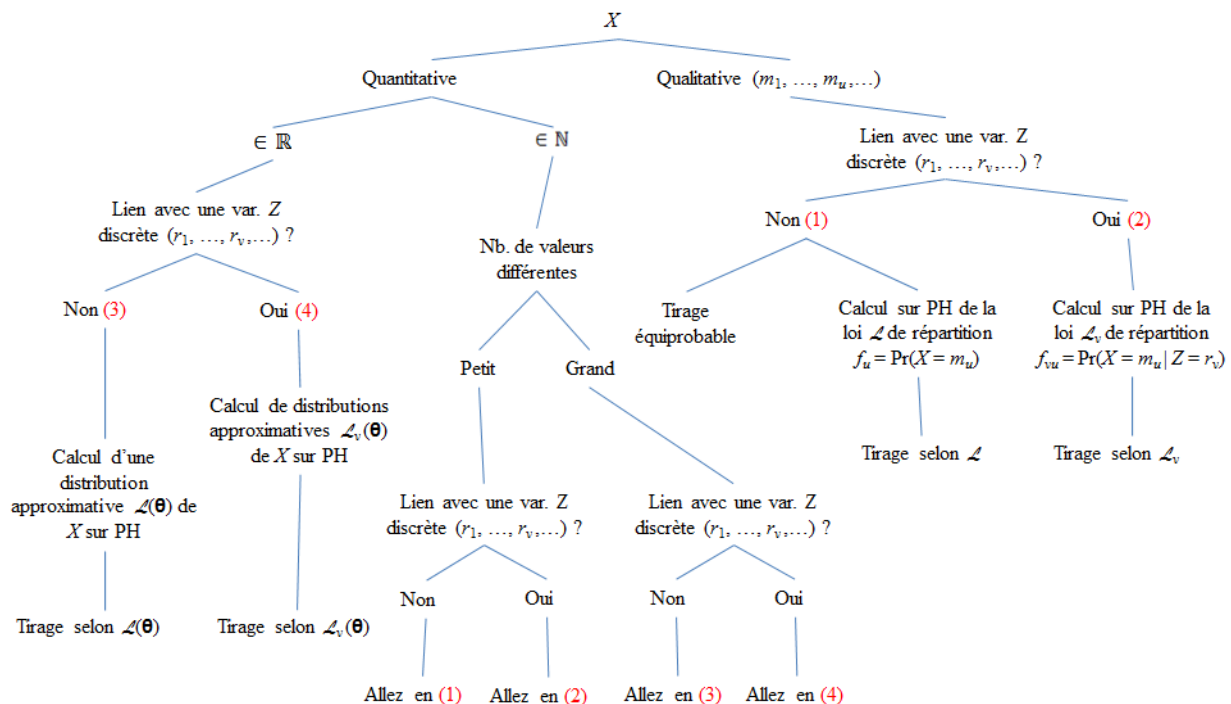 X
Quantitative
Qualitative (m1, …, mu,…)
∈ ℝ
∈ ℕ
Lien avec une var. Z
discrète (r1, …, rv,…) ?
Lien avec une var. Z
discrète (r1, …, rv,…) ?
Nb. de valeurs
différentes
Non (1)
Oui (2)
Non (3)
Oui (4)
Tirage
équiprobable
Calcul sur PH de la
loi ℒ de répartition
fu = Pr(X = mu)
Calcul sur PH de la
loi ℒv de répartition
fvu = Pr(X = mu | Z = rv)
Petit
Grand
Calcul de distributions
approximatives ℒv(θ)
de X sur PH
Tirage selon ℒ
Tirage selon ℒv
Calcul d'une
distribution
approximative ℒ(θ) de
X sur PH
Lien avec une var. Z
discrète (r1, …, rv,…) ?
Lien avec une var. Z
discrète (r1, …, rv,…) ?
Non
Oui
Non
Oui
Tirage selon ℒ(θ)
Tirage selon ℒv(θ)
Allez en (1)
Allez en (2)
Allez en (3)
Allez en (4)